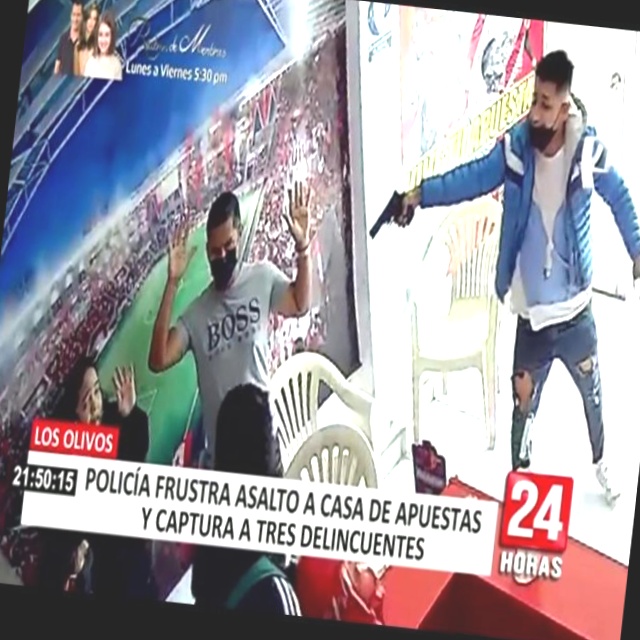 Lunes a Viernes 5:30 pm
BOSS
LOS OLIVOS
21:50:15
POLICÍA FRUSTRA ASALTO A CASA DE APUESTAS
Y CAPTURA A TRES DELINCUENTES
24
HORAS